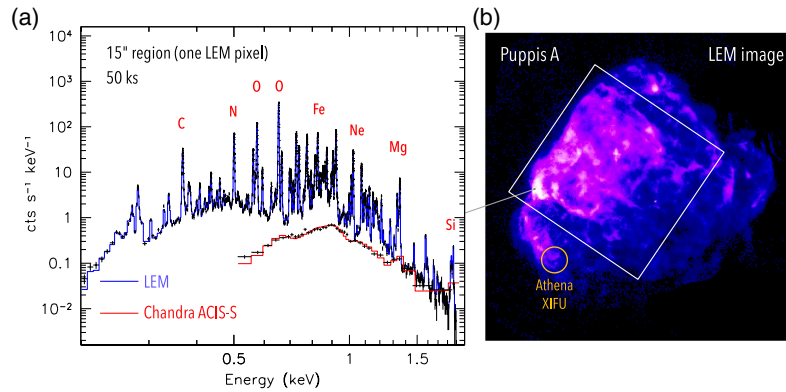 (a)
15" region (one LEM pixel)
50 ks
C
N
O
O
Fe
Ne
Mg
Si
LEM
Chandra ACIS-S
cts s⁻¹ keV⁻¹
10⁴
10³
100
10
1
0.1
10⁻²
0.5
1
1.5
Energy (keV)
(b)
Puppis A
LEM image
Athena
XIFU